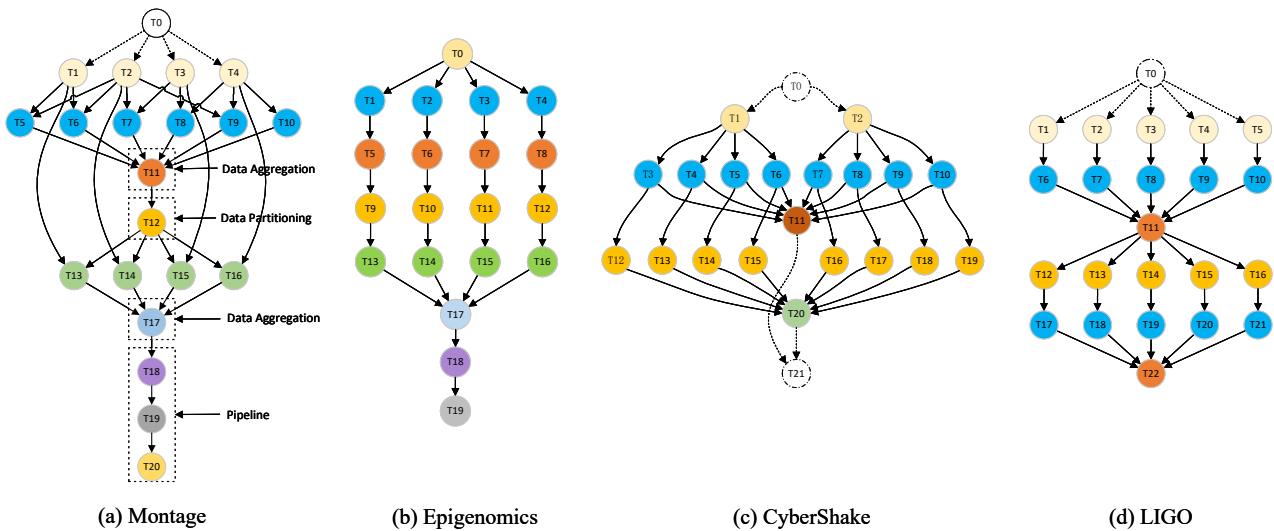 T0
T1 T2 T3 T4
T5 T6 T7 T8 T9 T10
T11 Data Aggregation
T12 Data Partitioning
T13 T14 T15 T16
T17 Data Aggregation
T18
T19 Pipeline
T20
(a) Montage
T0
T1 T2 T3 T4
T5 T6 T7 T8
T9 T10 T11 T12
T13 T14 T15 T16
T17
T18
T19
(b) Epigenomics
T0
T1 T2
T3 T4 T5 T6 T7 T8 T9 T10
T11
T12 T13 T14 T15 T16 T17 T18 T19
T20
T21
(c) CyberShake
T0
T1 T2 T3 T4 T5
T6 T7 T8 T9 T10
T11
T12 T13 T14 T15 T16
T17 T18 T19 T20 T21
T22
(d) LIGO